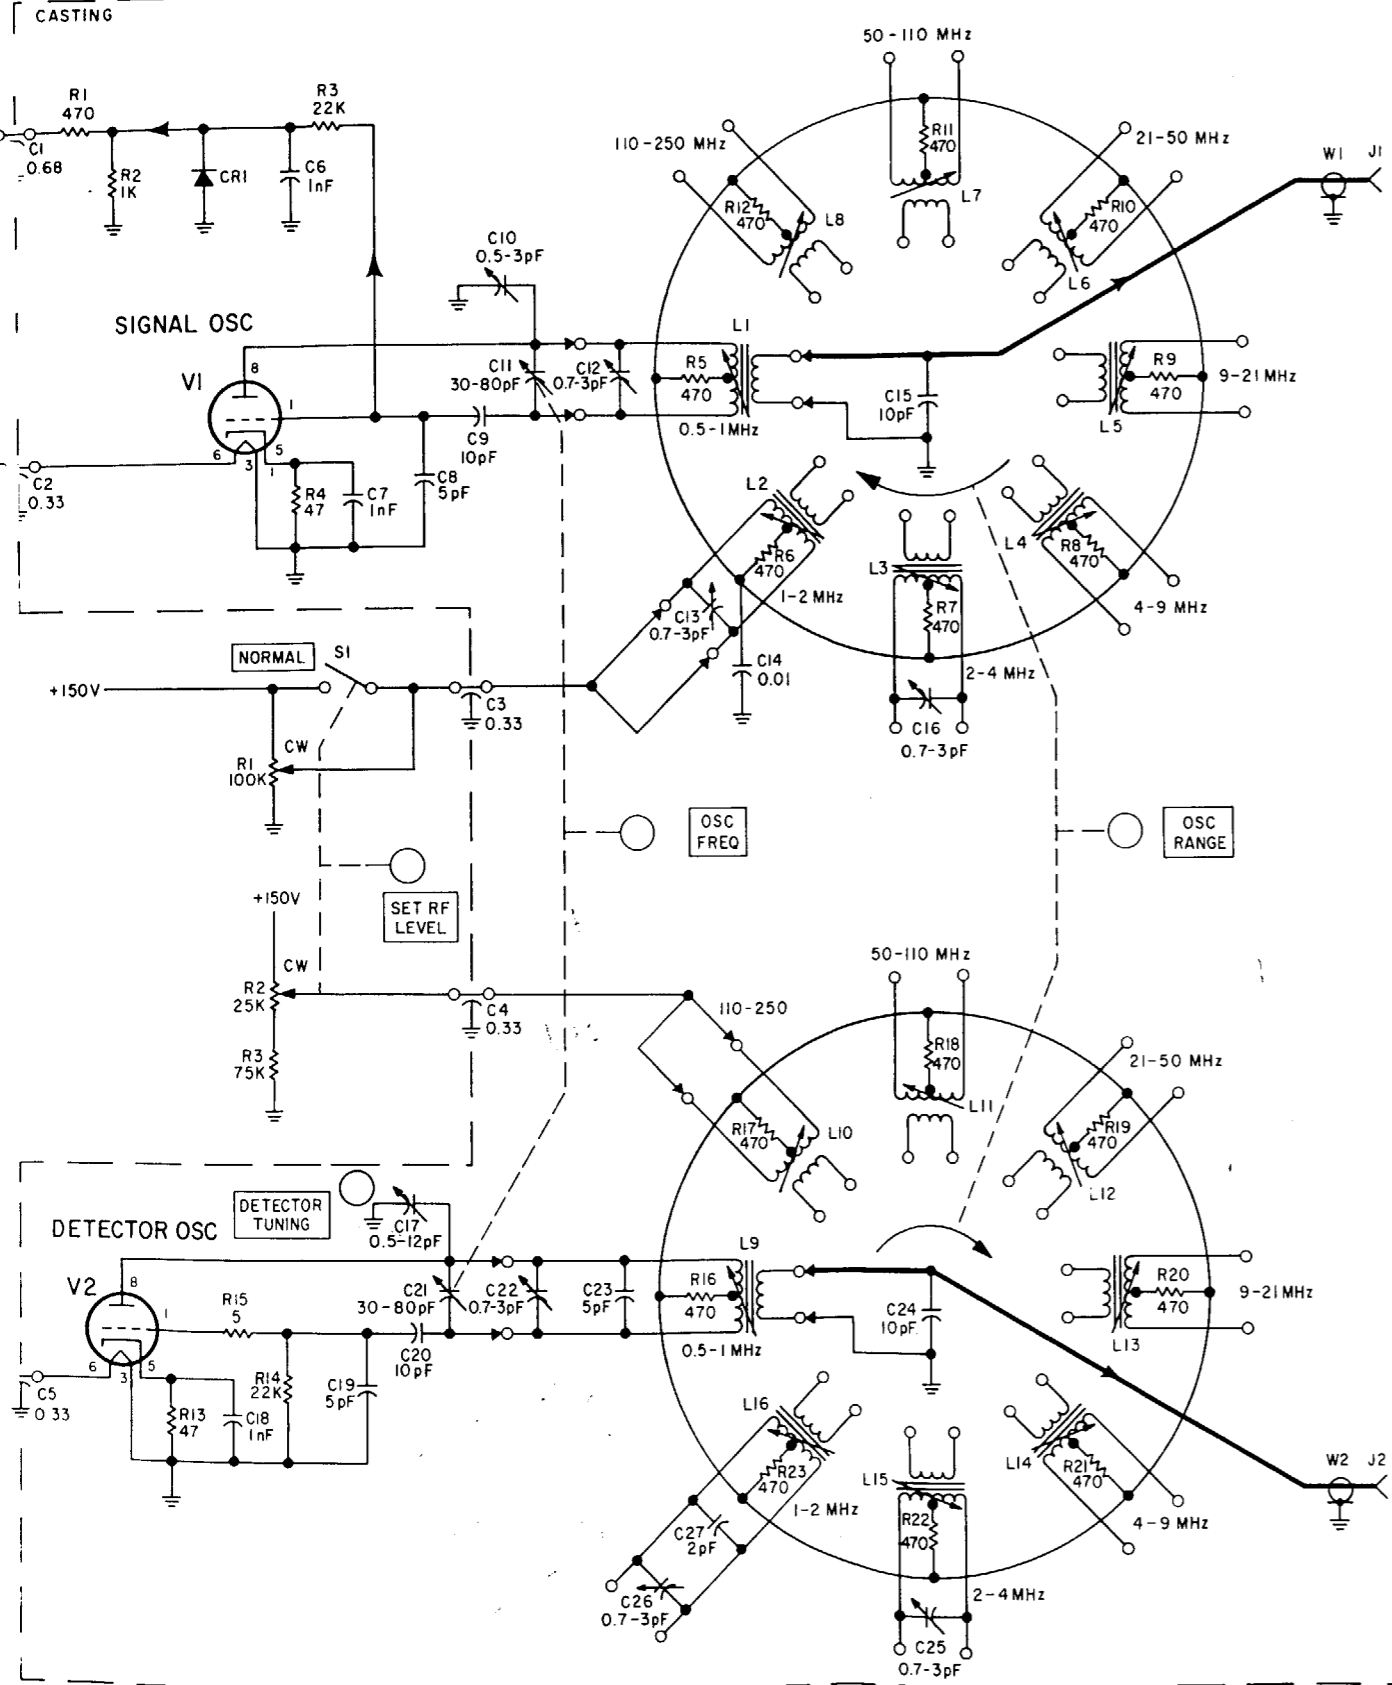 CASTING
R1
470
C1
0.68
R2
1K
CR1
C6
1nF
R3
22K
SIGNAL OSC
V1
8
1
6
3
5
1
C2
0.33
R4
47
C7
1nF
C8
5pF
C9
10pF
C10
0.5-3pF
C11
30-80pF
C12
0.7-3pF
L1
R5
470
0.5-1MHz
50-110 MHz
R11
470
L7
110-250 MHz
R12
470
L8
21-50 MHz
R10
470
L6
W1
J1
R9
470
9-21 MHz
L5
C15
10pF
L2
R6
470
1-2 MHz
C13
0.7-3pF
C14
0.01
L3
R7
470
2-4 MHz
C16
0.7-3pF
L4
R8
470
4-9 MHz
NORMAL
S1
+150V
C3
0.33
CW
R1
100K
OSC
FREQ
OSC
RANGE
SET RF
LEVEL
+150V
CW
R2
25K
R3
75K
C4
0.33
110-250
50-110 MHz
R18
470
L11
21-50 MHz
R19
470
L12
R17
470
L10
DETECTOR
TUNING
DETECTOR OSC
C17
0.5-12pF
V2
8
1
6
3
5
C5
0.33
R15
5
R14
22K
R13
47
C18
1nF
C19
5pF
C20
10pF
C21
30-80pF
C22
0.7-3pF
C23
5pF
L9
R16
470
0.5-1MHz
C24
10pF
R20
470
9-21 MHz
L13
L16
R23
470
1-2 MHz
C27
2pF
C26
0.7-3pF
L15
R22
470
2-4MHz
C25
0.7-3pF
L14
R21
470
4-9 MHz
W2
J2